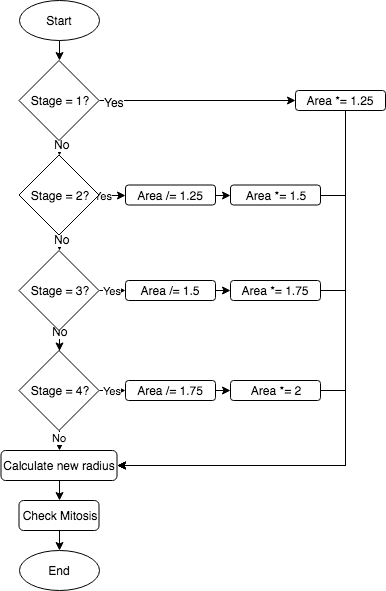 Start
Stage = 1?
Yes
Area *= 1.25
No
Stage = 2?
Yes
Area /= 1.25
Area *= 1.5
No
Stage = 3?
Yes
Area /= 1.5
Area *= 1.75
No
Stage = 4?
Yes
Area /= 1.75
Area *= 2
No
Calculate new radius
Check Mitosis
End